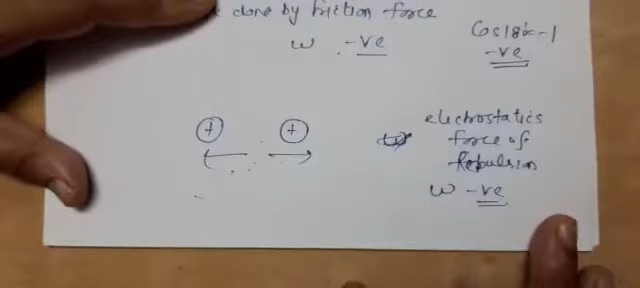 done by friction force
W -ve
Cos180=-1
-ve
+ +
electrostatics
force of
Repulsion
W -ve